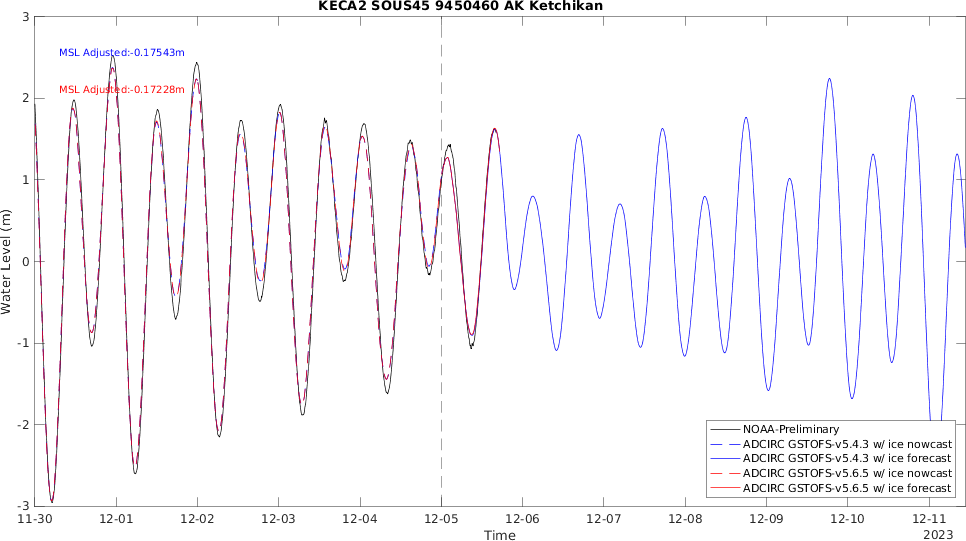 KECA2 SOUS45 9450460 AK Ketchikan
3
MSL Adjusted:-0.17543m
MSL Adjusted:-0.17228m
2
1
0
-1
-2
-3
Water Level (m)
NOAA-Preliminary
ADCIRC GSTOFS-v5.4.3 w/ ice nowcast
ADCIRC GSTOFS-v5.4.3 w/ ice forecast
ADCIRC GSTOFS-v5.6.5 w/ ice nowcast
ADCIRC GSTOFS-v5.6.5 w/ ice forecast
11-30 12-01 12-02 12-03 12-04 12-05 12-06 12-07 12-08 12-09 12-10 12-11
Time
2023